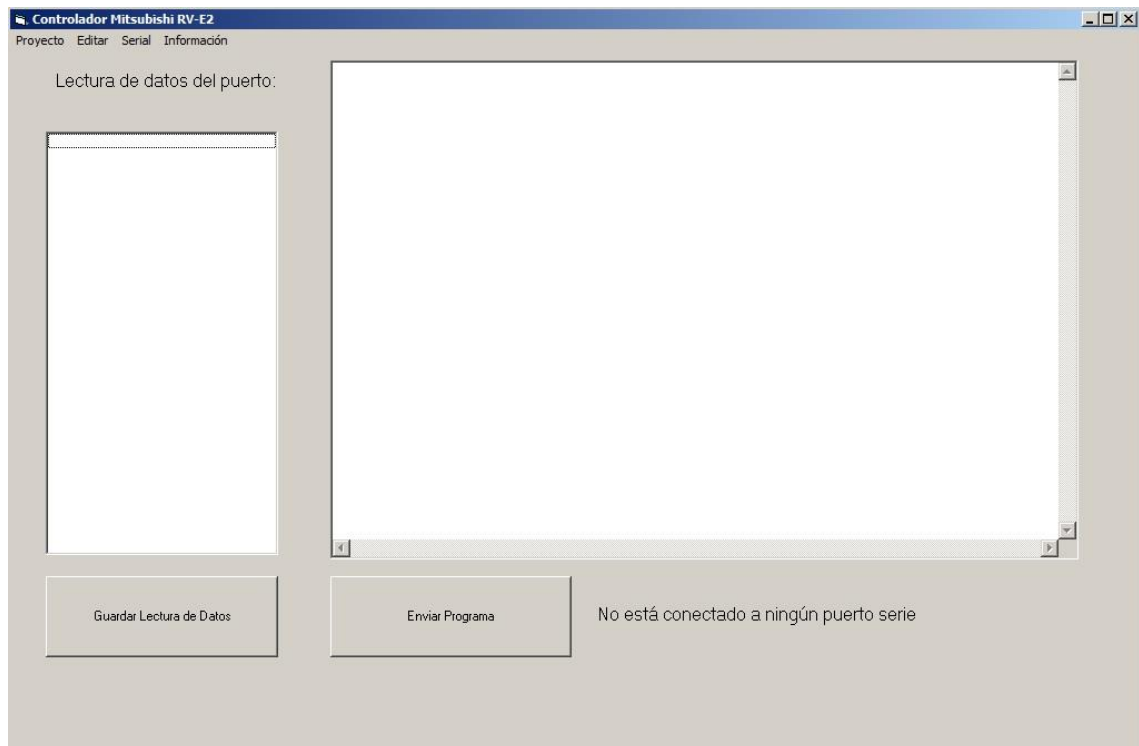 Controlador Mitsubishi RV-E2
Proyecto Editar Serial Información
Lectura de datos del puerto:
Guardar Lectura de Datos
Enviar Programa
No está conectado a ningún puerto serie